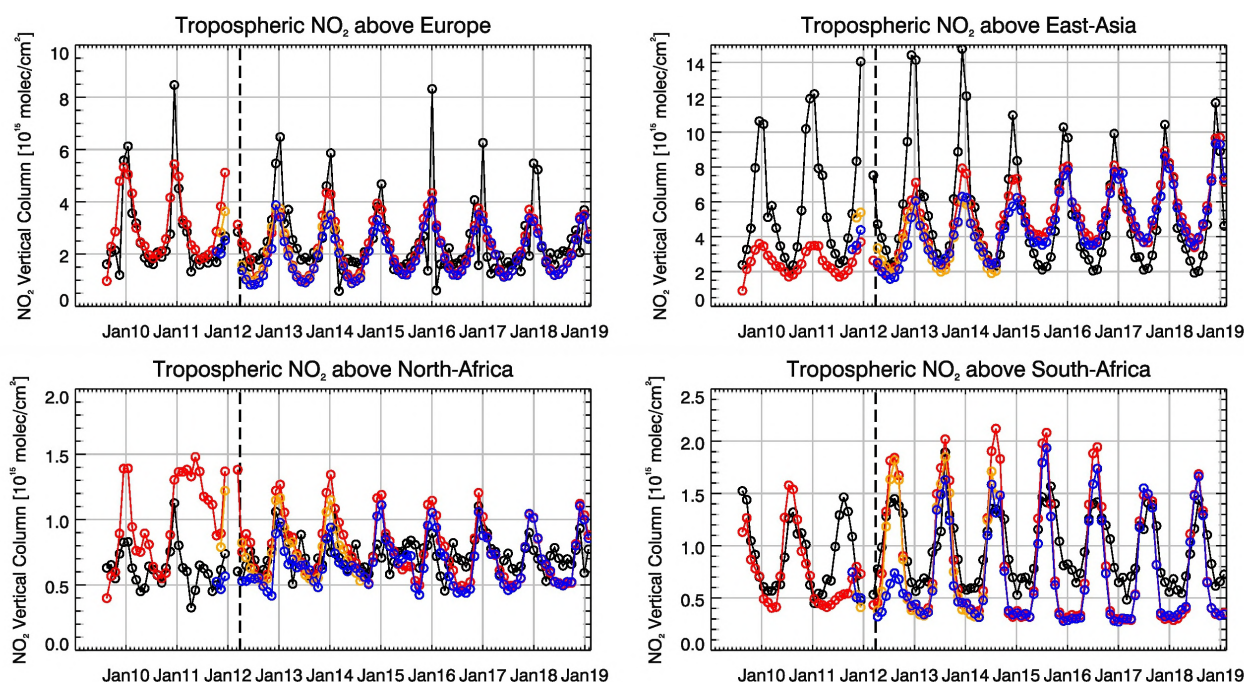 Tropospheric NO₂ above Europe
NO₂ Vertical Column [10¹⁵ molec/cm²]
10
8
6
4
2
0
Jan10 Jan11 Jan12 Jan13 Jan14 Jan15 Jan16 Jan17 Jan18 Jan19
Tropospheric NO₂ above East-Asia
NO₂ Vertical Column [10¹⁵ molec/cm²]
14
12
10
8
6
4
2
0
Jan10 Jan11 Jan12 Jan13 Jan14 Jan15 Jan16 Jan17 Jan18 Jan19
Tropospheric NO₂ above North-Africa
NO₂ Vertical Column [10¹⁵ molec/cm²]
2.0
1.5
1.0
0.5
0.0
Jan10 Jan11 Jan12 Jan13 Jan14 Jan15 Jan16 Jan17 Jan18 Jan19
Tropospheric NO₂ above South-Africa
NO₂ Vertical Column [10¹⁵ molec/cm²]
2.5
2.0
1.5
1.0
0.5
0.0
Jan10 Jan11 Jan12 Jan13 Jan14 Jan15 Jan16 Jan17 Jan18 Jan19